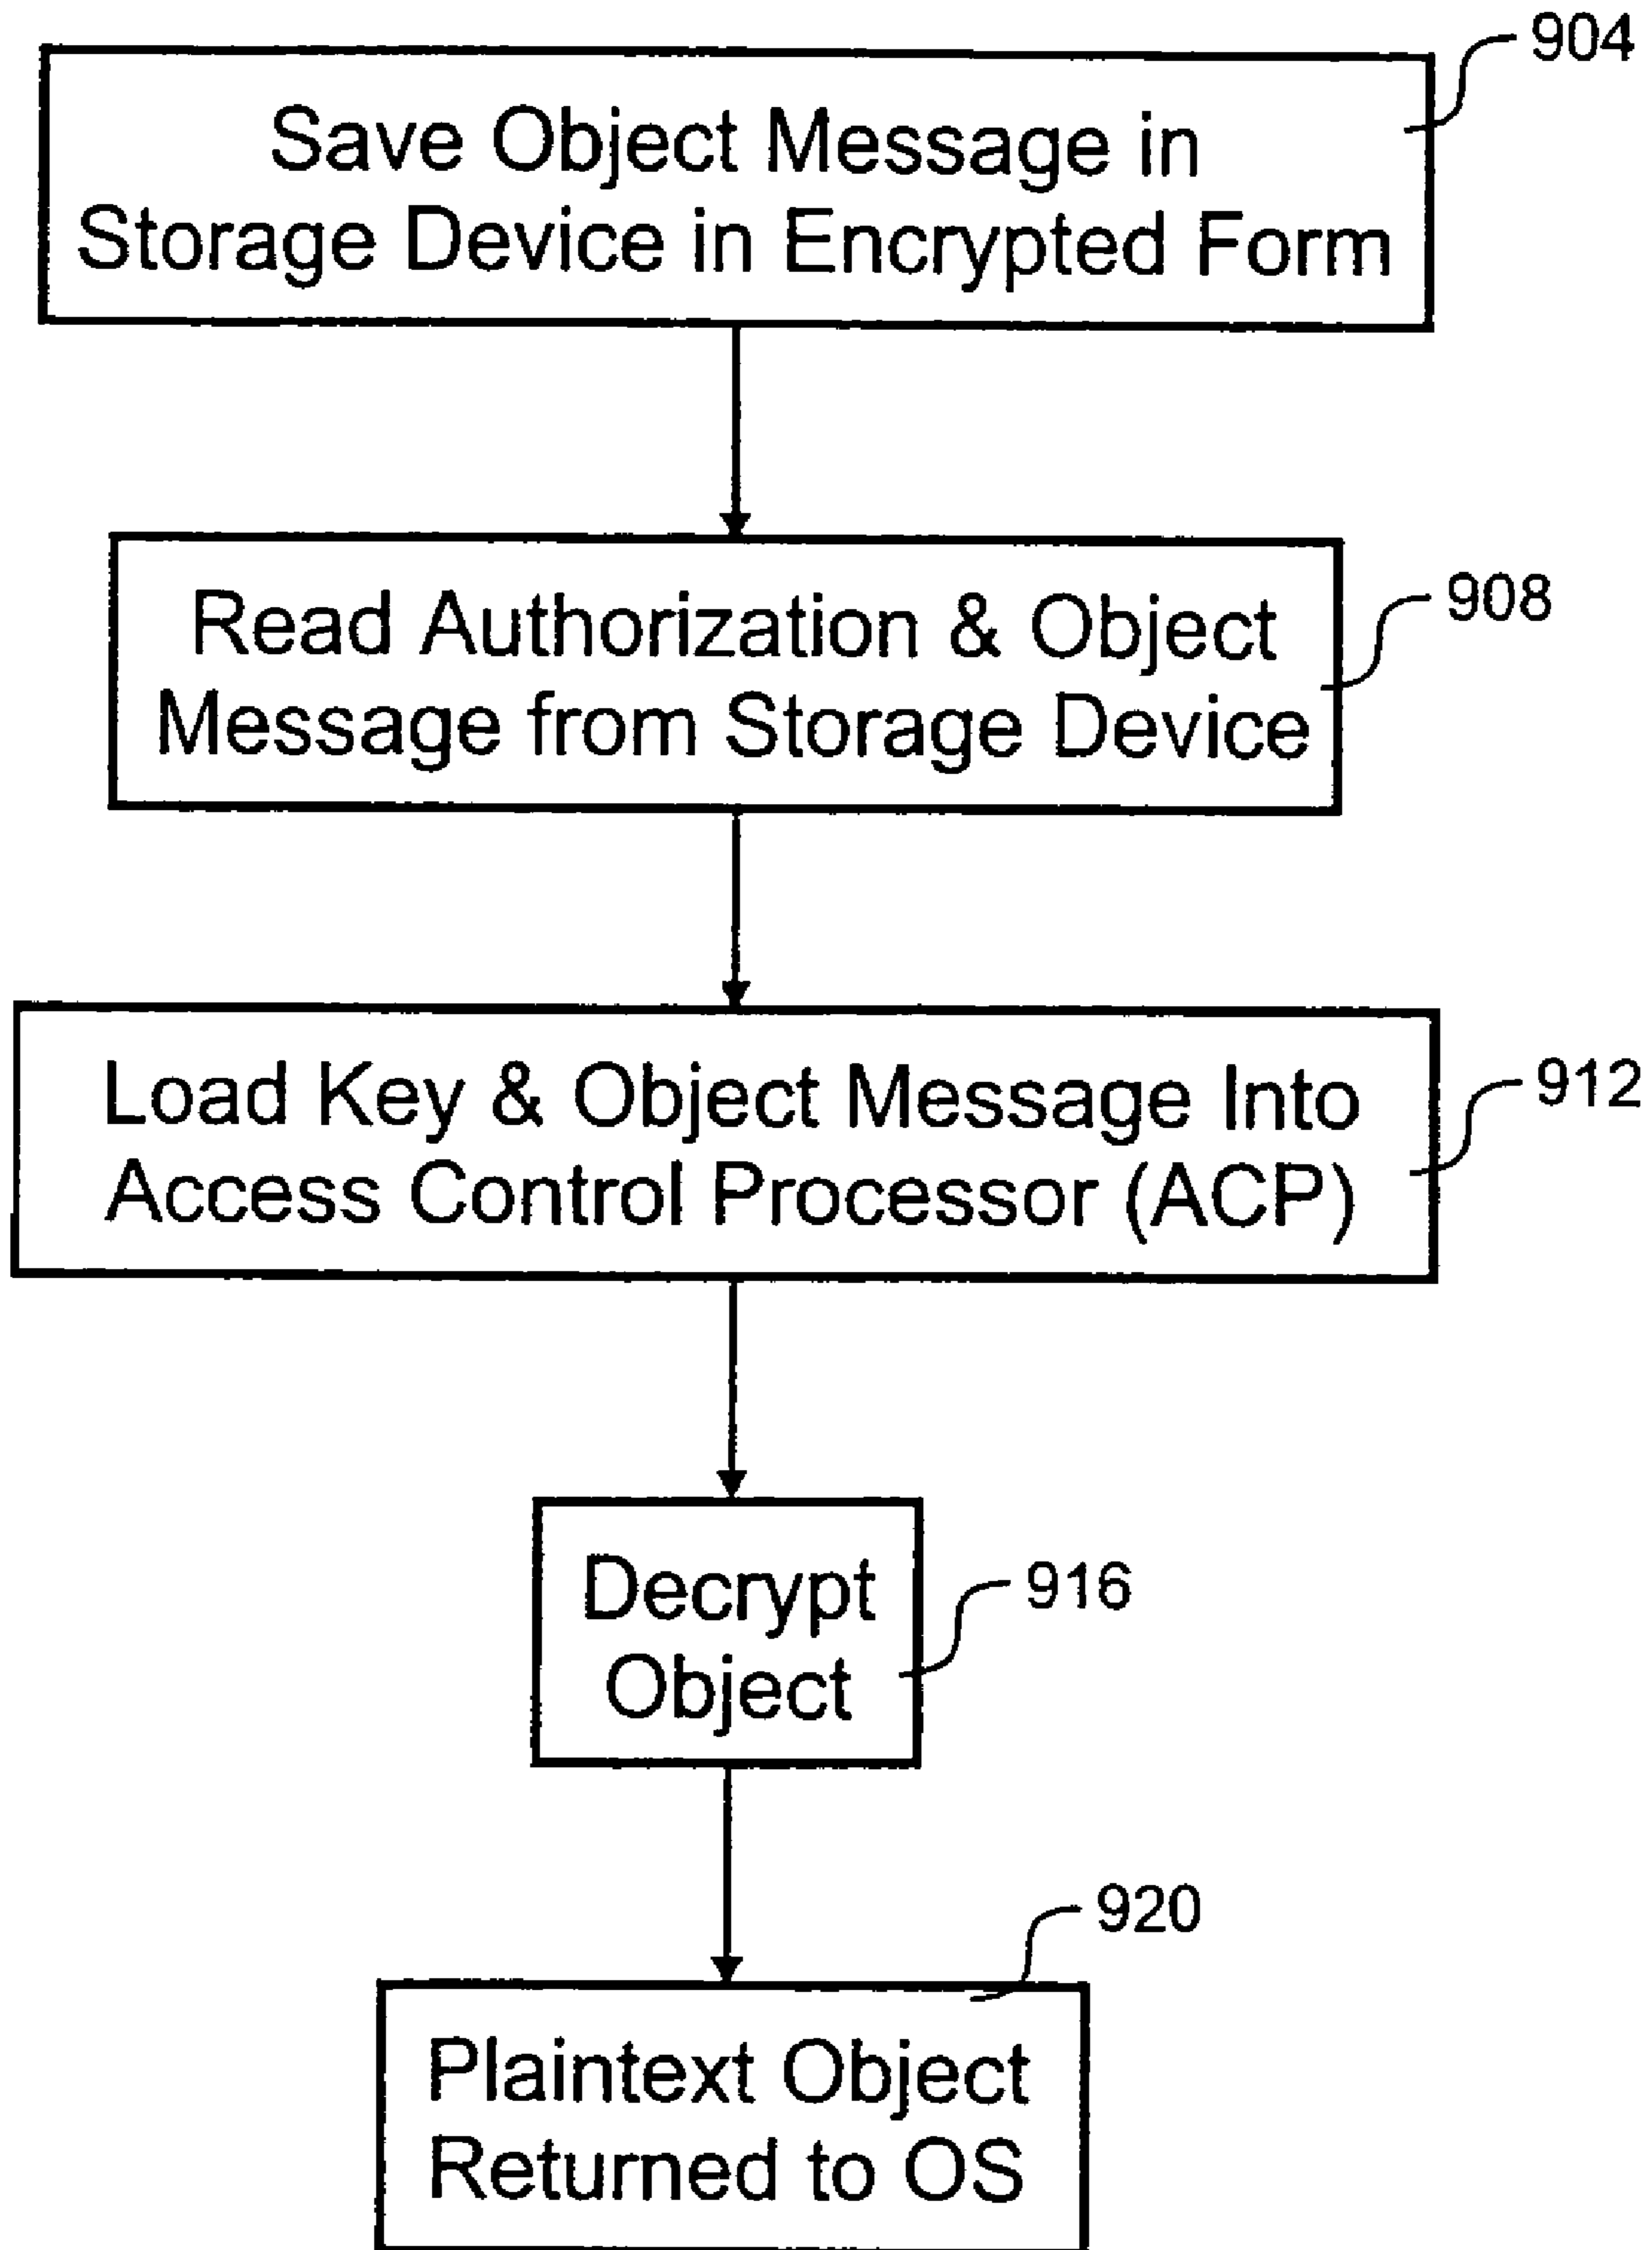 904
Save Object Message in
Storage Device in Encrypted Form
908
Read Authorization & Object
Message from Storage Device
912
Load Key & Object Message Into
Access Control Processor (ACP)
916
Decrypt
Object
920
Plaintext Object
Returned to OS